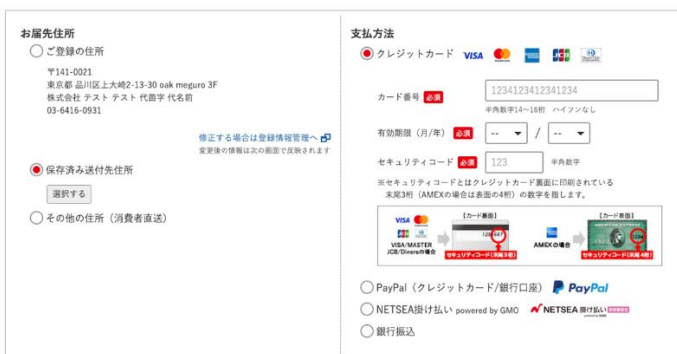 お届先住所
ご登録の住所
〒141-0021
東京都 品川区上大崎2-13-30 oak meguro 3F
株式会社 テスト テスト 代苗字 代名前
03-6416-0931
修正する場合は登録情報管理へ
変更後の情報は次の画面で反映されます
保存済み送付先住所
選択する
その他の住所（消費者直送）
支払方法
クレジットカード VISA
カード番号 必須 1234123412341234
半角数字14〜16桁 ハイフンなし
有効期限（月/年） 必須 -- / --
セキュリティコード 必須 123 半角数字
※セキュリティコードとはクレジットカード裏面に印刷されている
末尾3桁（AMEXの場合は表面の4桁）の数字を指します。
【カード裏面】
【カード表面】
VISA
VISA/MASTER
JCB/Dinersの場合
セキュリティコード(末尾3桁)
AMEXの場合
セキュリティコード(末尾4桁)
PayPal（クレジットカード/銀行口座） PayPal
NETSEA掛け払い powered by GMO NETSEA 掛け払い
銀行振込